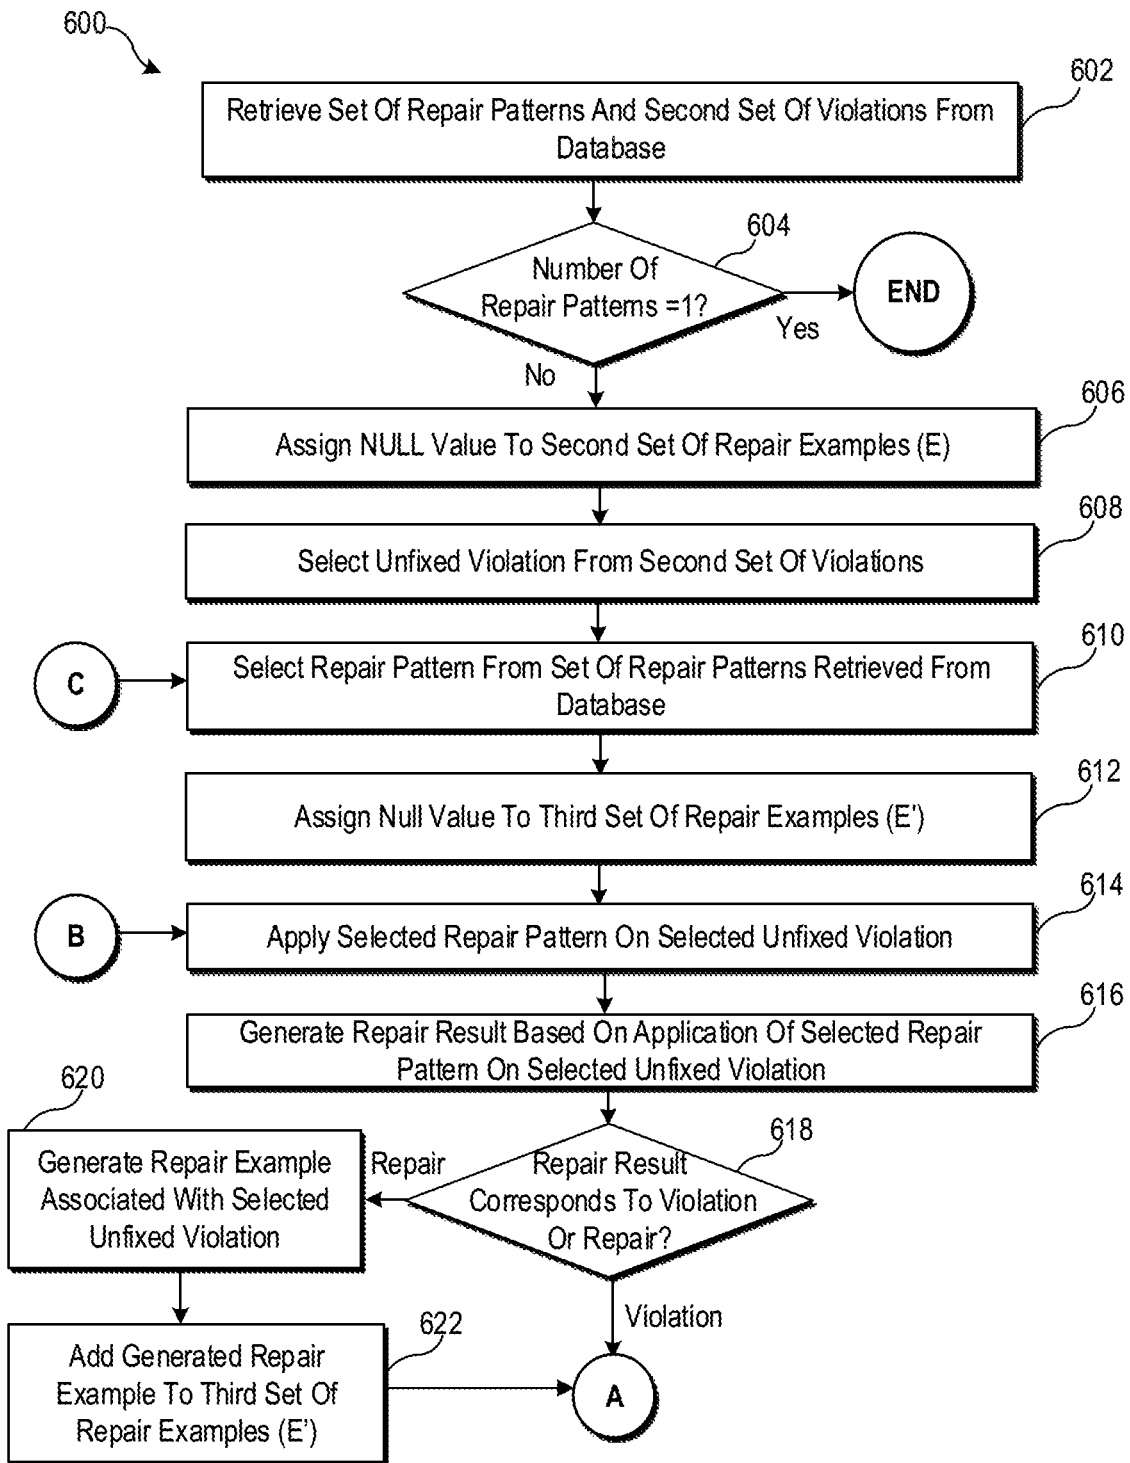 600
602
Retrieve Set Of Repair Patterns And Second Set Of Violations From
Database
604
Number Of
Repair Patterns =1?
END
Yes
No
606
Assign NULL Value To Second Set Of Repair Examples (E)
608
Select Unfixed Violation From Second Set Of Violations
610
C
Select Repair Pattern From Set Of Repair Patterns Retrieved From
Database
612
Assign Null Value To Third Set Of Repair Examples (E')
614
B
Apply Selected Repair Pattern On Selected Unfixed Violation
616
Generate Repair Result Based On Application Of Selected Repair
Pattern On Selected Unfixed Violation
620
618
Generate Repair Example
Associated With Selected
Unfixed Violation
Repair
Repair Result
Corresponds To Violation
Or Repair?
Violation
622
Add Generated Repair
Example To Third Set Of
Repair Examples (E')
A